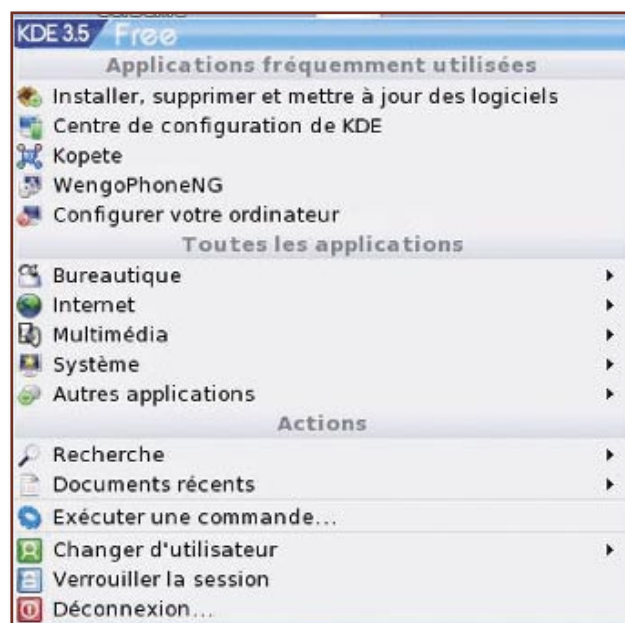 KDE 3.5 Free
Applications fréquemment utilisées
Installer, supprimer et mettre à jour des logiciels
Centre de configuration de KDE
Kopete
WengoPhoneNG
Configurer votre ordinateur
Toutes les applications
Bureautique
Internet
Multimédia
Système
Autres applications
Actions
Recherche
Documents récents
Exécuter une commande...
Changer d'utilisateur
Verrouiller la session
Déconnexion...